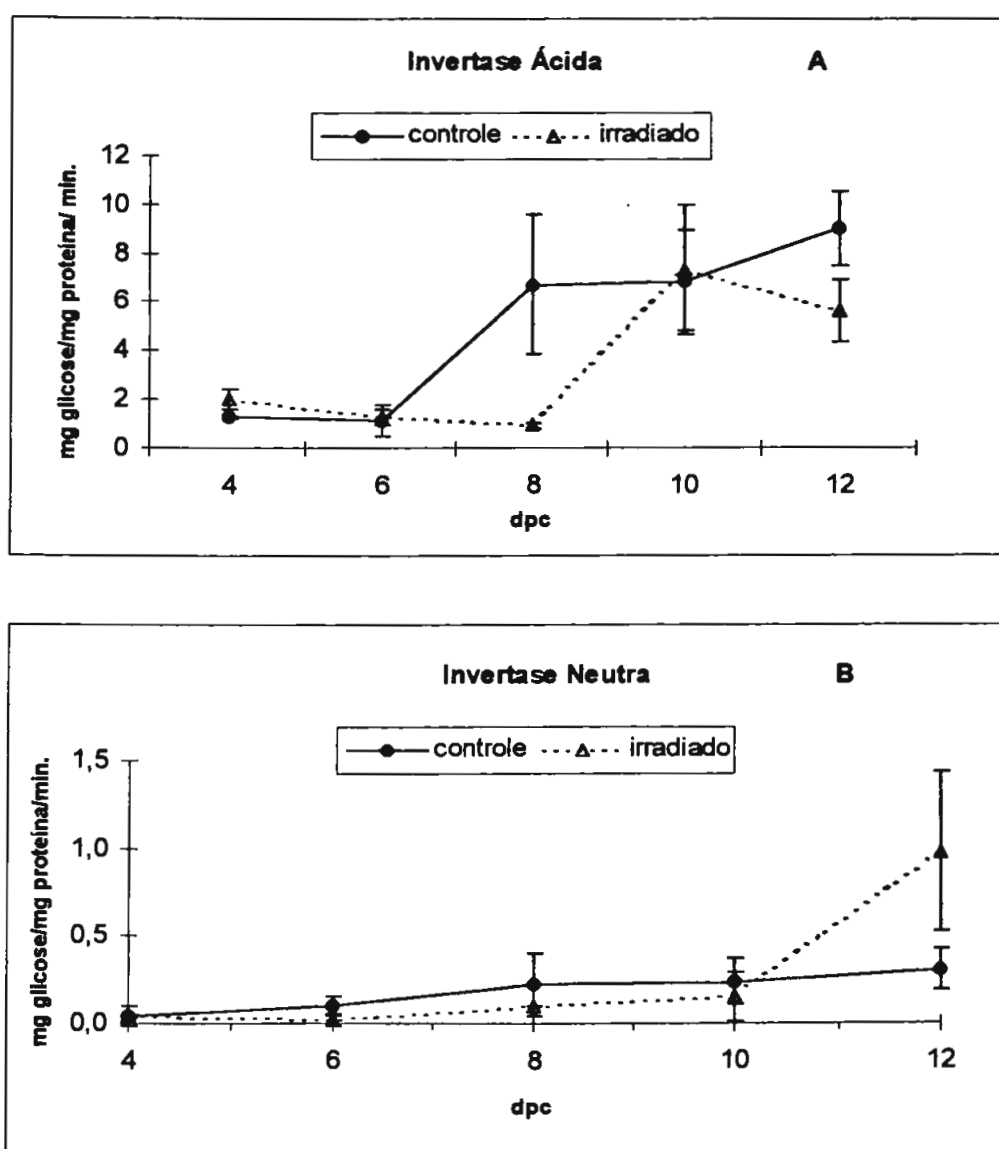 Invertase Ácida A
controle irradiado
mg glicose/mg proteína/ min.
12
10
8
6
4
2
0
4 6 8 10 12
dpc
Invertase Neutra B
controle irradiado
mg glicose/mg proteína/min.
1,5
1,0
0,5
0,0
4 6 8 10 12
dpc